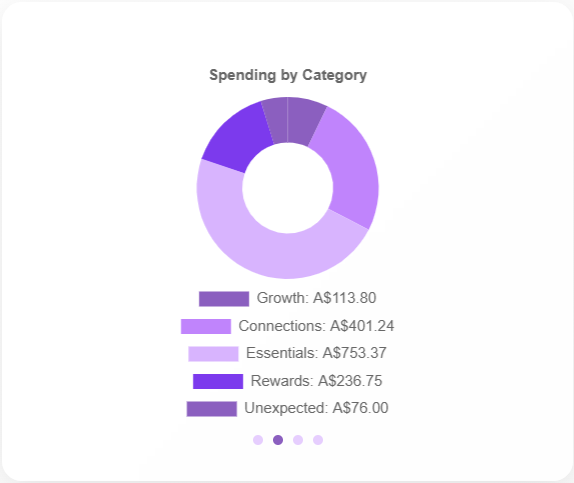 Spending by Category
Growth: A$113.80
Connections: A$401.24
Essentials: A$753.37
Rewards: A$236.75
Unexpected: A$76.00